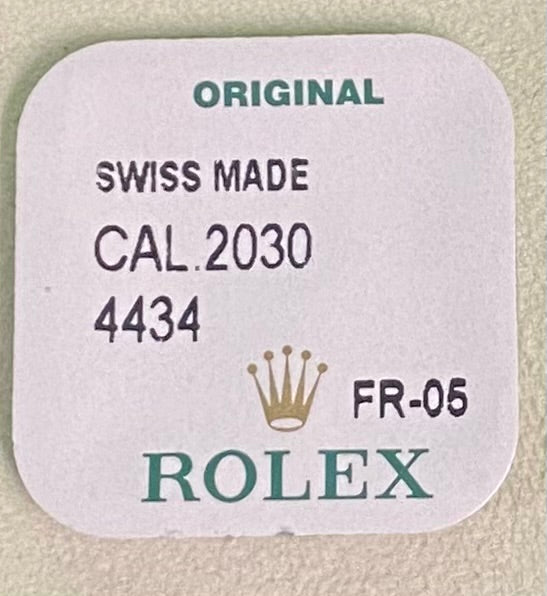 ORIGINAL
SWISS MADE
CAL.2030
4434
FR-05
ROLEX